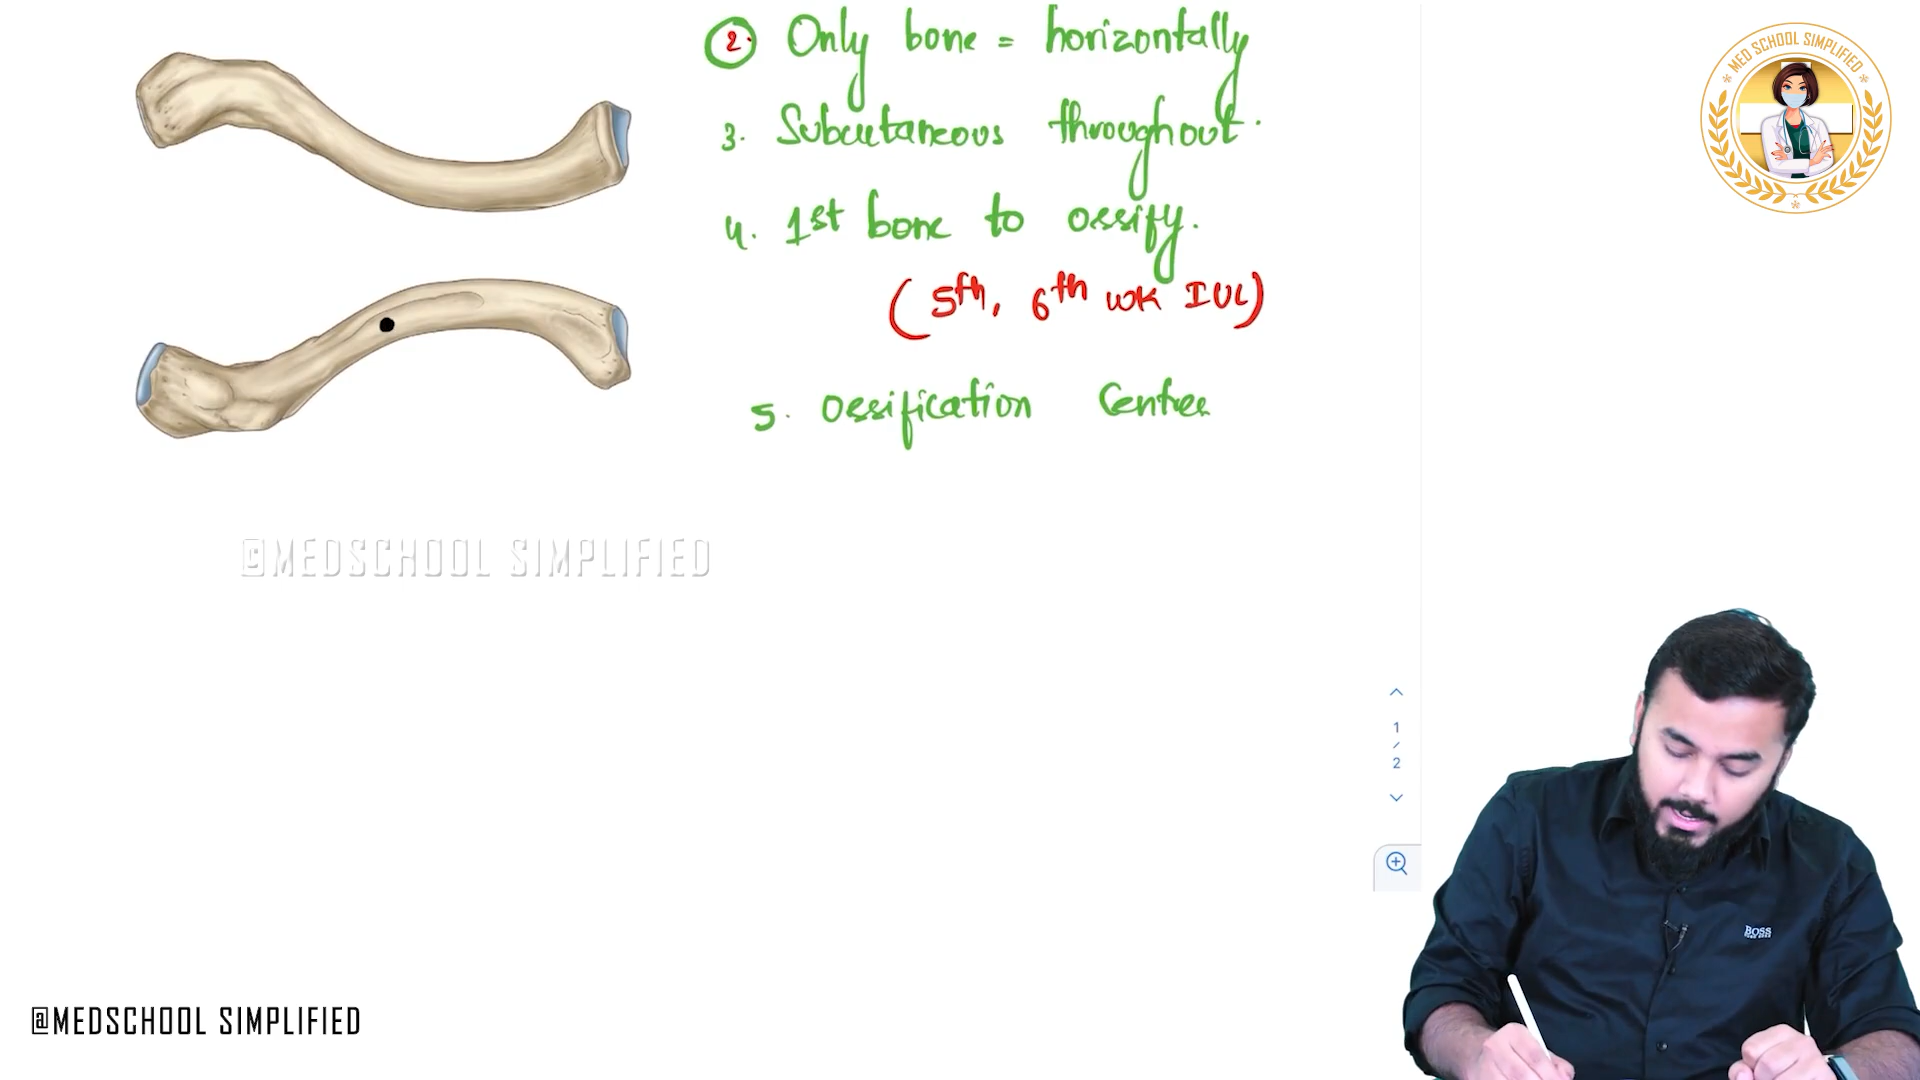 2. Only bone = horizontally
3. Subcutaneous throughout.
4. 1st bone to ossify.
(5th, 6th wk IUL)
5. Ossification Centres
MED SCHOOL SIMPLIFIED
@MEDSCHOOL SIMPLIFIED
1
/
2
BOSS
@MEDSCHOOL SIMPLIFIED